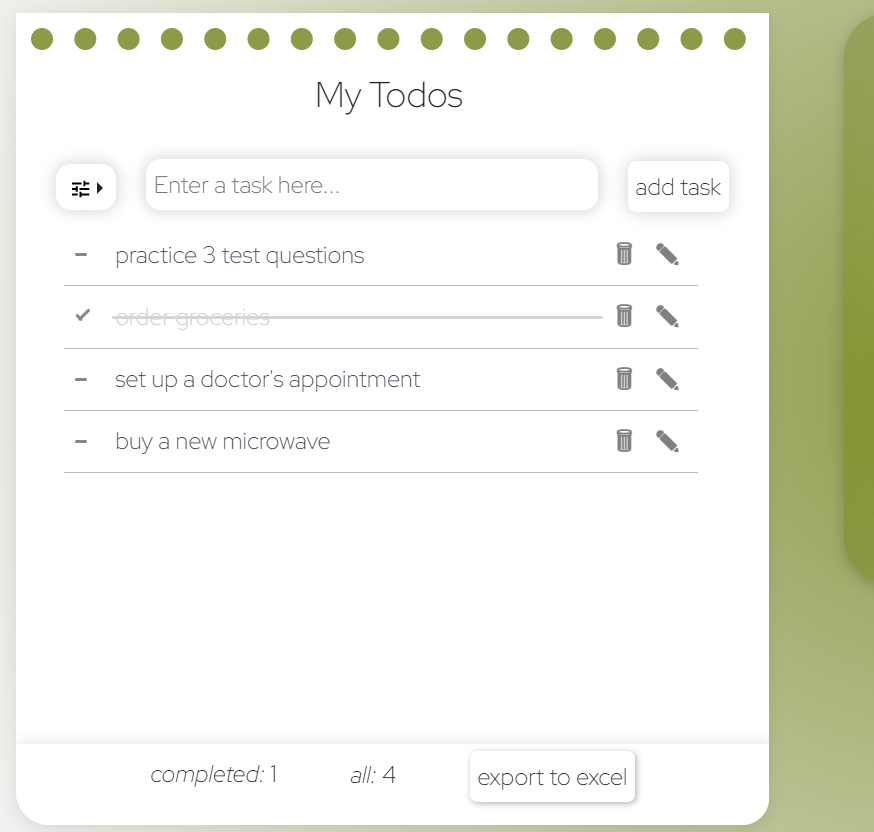 My Todos
Enter a task here...
add task
practice 3 test questions
order groceries
set up a doctor's appointment
buy a new microwave
completed: 1
all: 4
export to excel